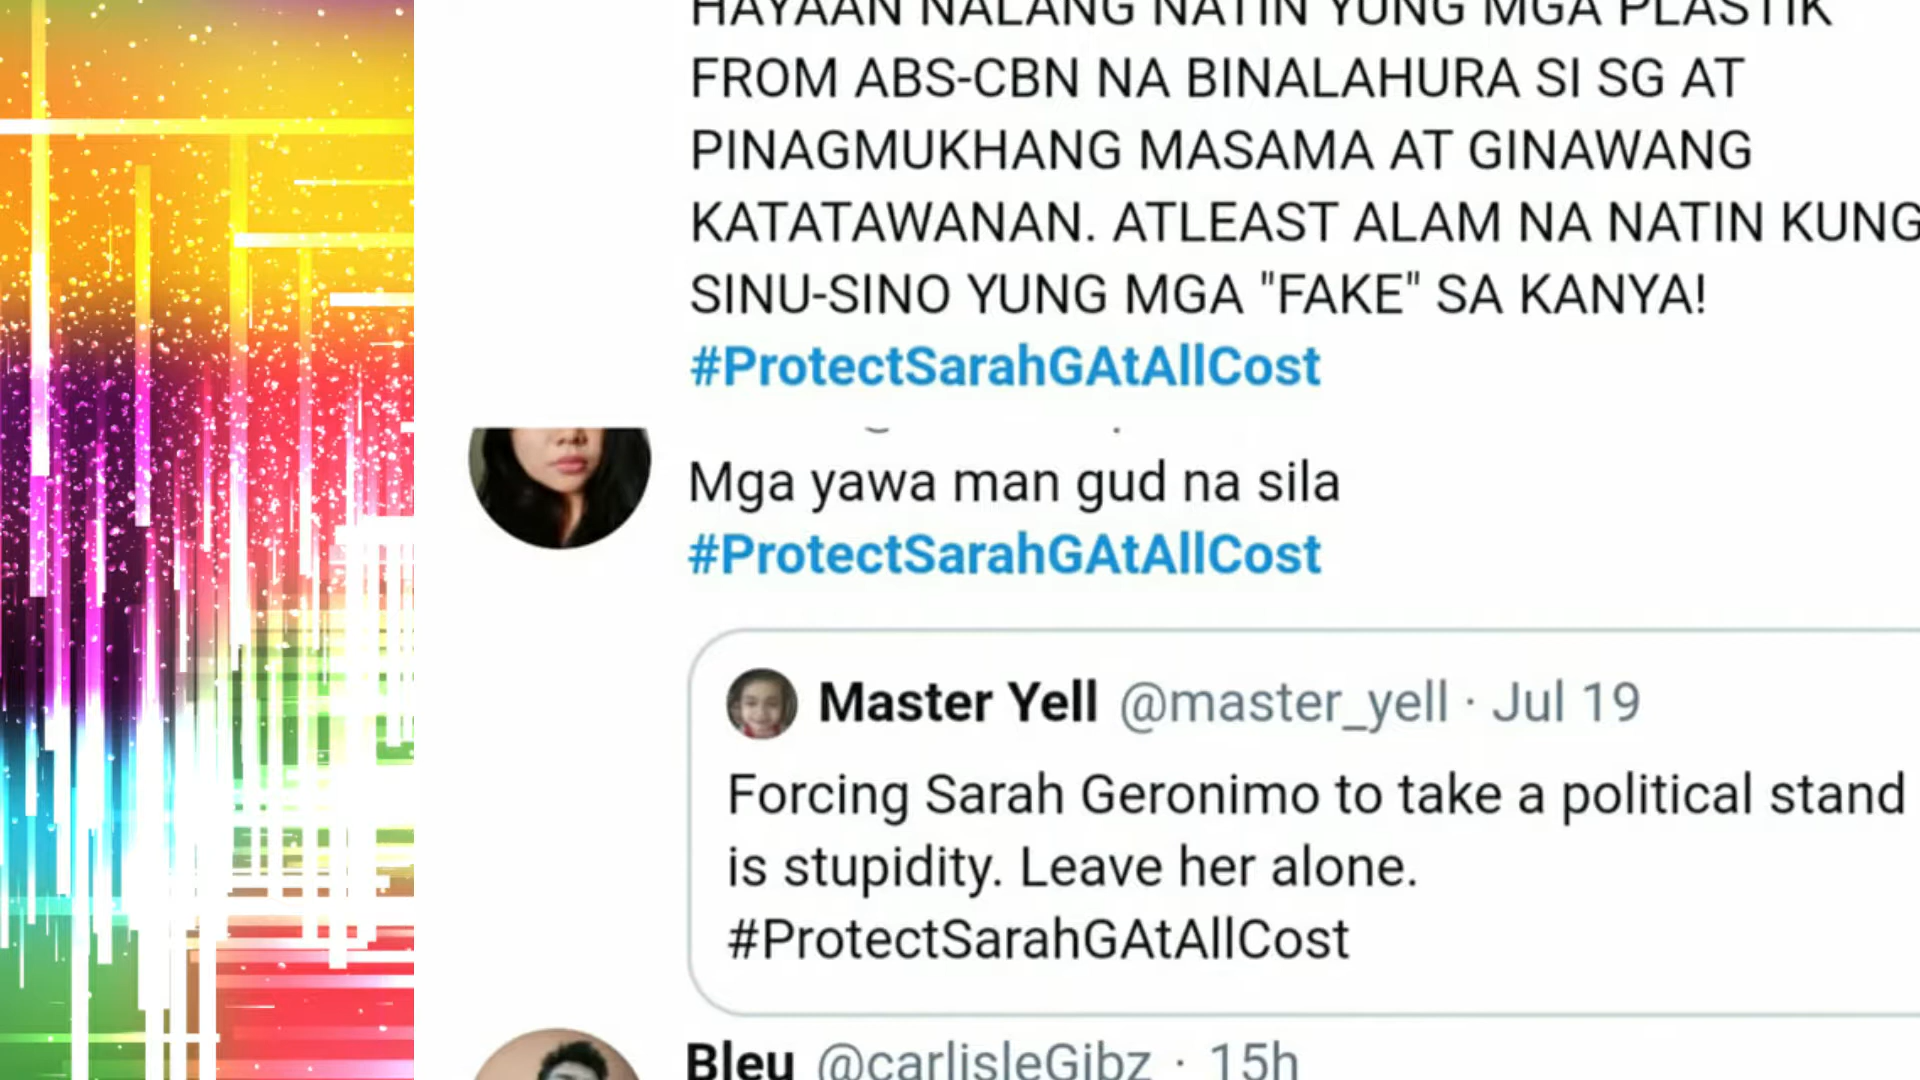 HAYAAN NALANG NATIN YUNG MGA PLASTIK
FROM ABS-CBN NA BINALAHURA SI SG AT
PINAGMUKHANG MASAMA AT GINAWANG
KATATAWANAN. ATLEAST ALAM NA NATIN KUNG
SINU-SINO YUNG MGA "FAKE" SA KANYA!
#ProtectSarahGAtAllCost
Mga yawa man gud na sila
#ProtectSarahGAtAllCost
Master Yell @master_yell · Jul 19
Forcing Sarah Geronimo to take a political stand
is stupidity. Leave her alone.
#ProtectSarahGAtAllCost
Bleu @carlisleGibz · 15h